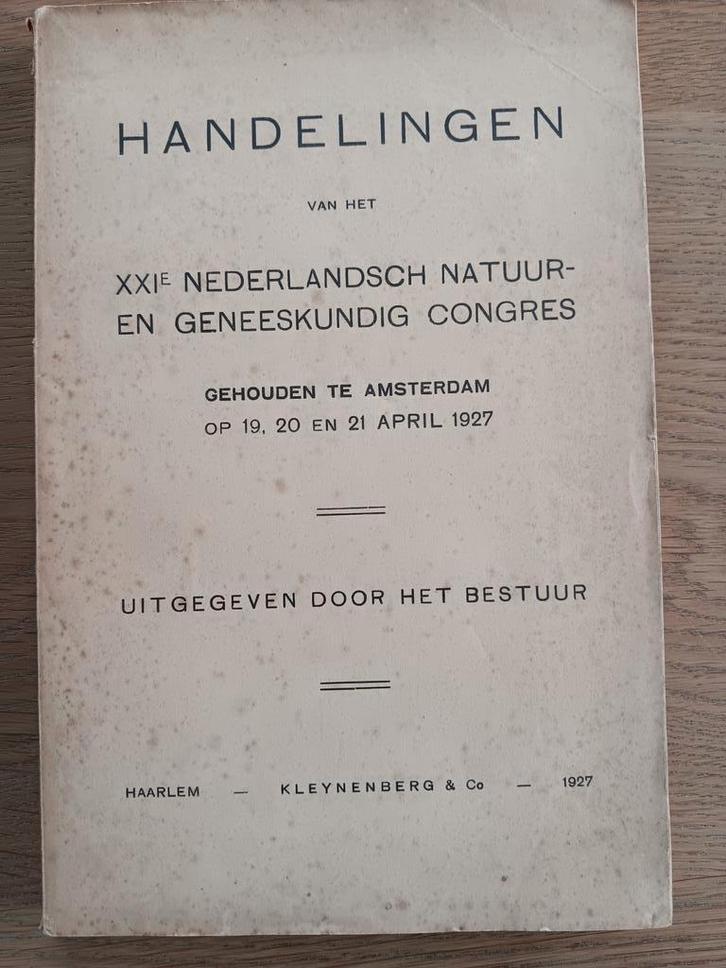 HANDELINGEN
VAN HET
XXIE NEDERLANDSCH NATUUR-
EN GENEESKUNDIG CONGRES
GEHOUDEN TE AMSTERDAM
OP 19, 20 EN 21 APRIL 1927
UITGEGEVEN DOOR HET BESTUUR
HAARLEM — KLEYNENBERG & Co — 1927